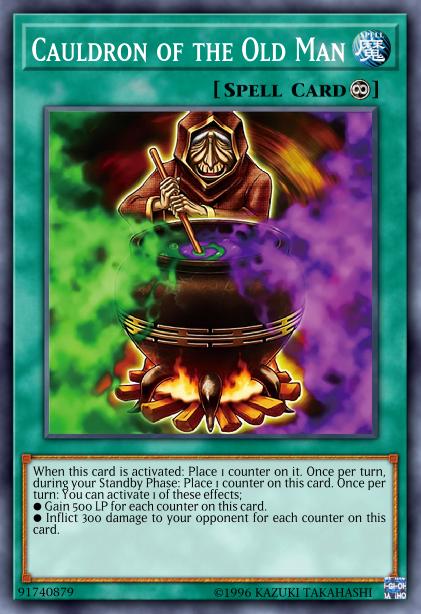 Cauldron of the Old Man
SPELL
魔
[Spell Card]
When this card is activated: Place 1 counter on it. Once per turn,
during your Standby Phase: Place 1 counter on this card. Once per
turn: You can activate 1 of these effects;
● Gain 500 LP for each counter on this card.
● Inflict 300 damage to your opponent for each counter on this
card.
91740879
©1996 KAZUKI TAKAHASHI